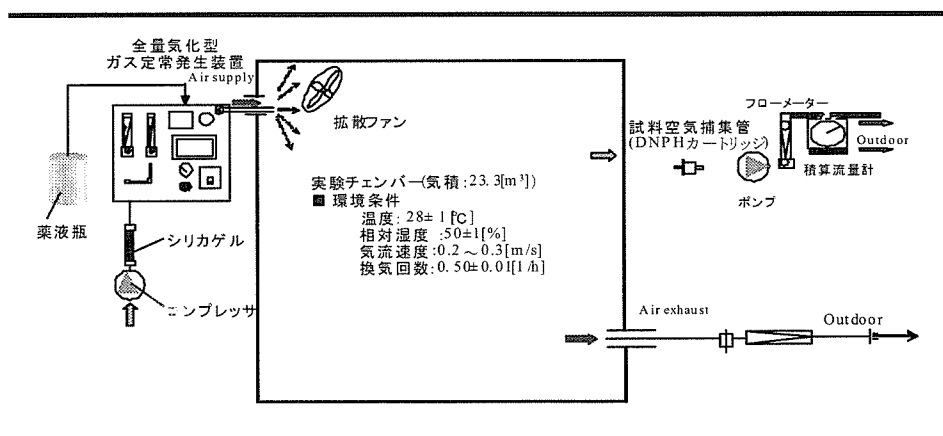 全量気化型
ガス定常発生装置
Air supply
拡散ファン
フローメーター
試料空気捕集管
(DNPHカートリッジ)
Outdoor
積算流量計
ポンプ
実験チェンバー(気積:23.3[m³])
■ 環境条件
温度: 28±1[℃]
相対湿度 :50±1[%]
気流速度:0.2～0.3[m/s]
換気回数:0.50±0.01[1/h]
薬液瓶
シリカゲル
コンプレッサ
Air exhaust
Outdoor